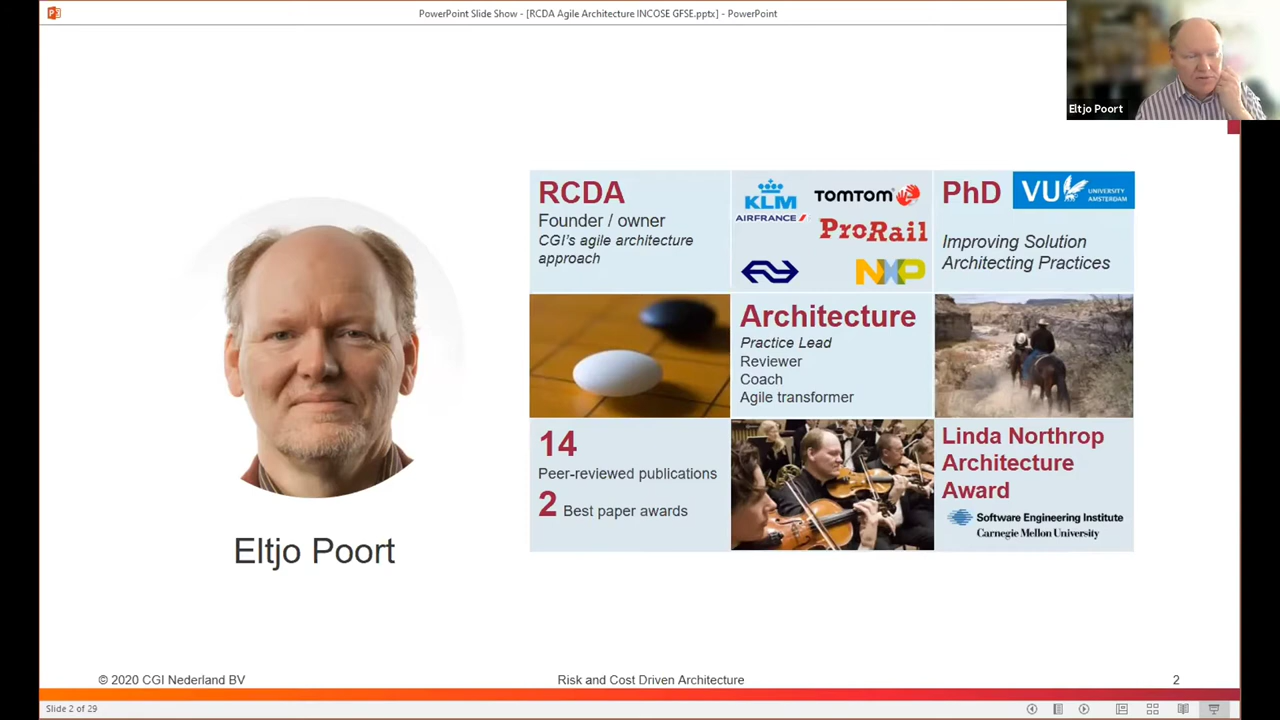 PowerPoint Slide Show - [RCDA Agile Architecture INCOSE GFSE.pptx] - PowerPoint
Eltjo Poort
RCDA
Founder / owner
CGI's agile architecture
approach
KLM
AIRFRANCE
TOMTOM
ProRail
NXP
PhD
VU
UNIVERSITY
AMSTERDAM
Improving Solution
Architecting Practices
Architecture
Practice Lead
Reviewer
Coach
Agile transformer
14
Peer-reviewed publications
2 Best paper awards
Linda Northrop
Architecture
Award
Software Engineering Institute
Carnegie Mellon University
Eltjo Poort
© 2020 CGI Nederland BV
Risk and Cost Driven Architecture
2
Slide 2 of 29